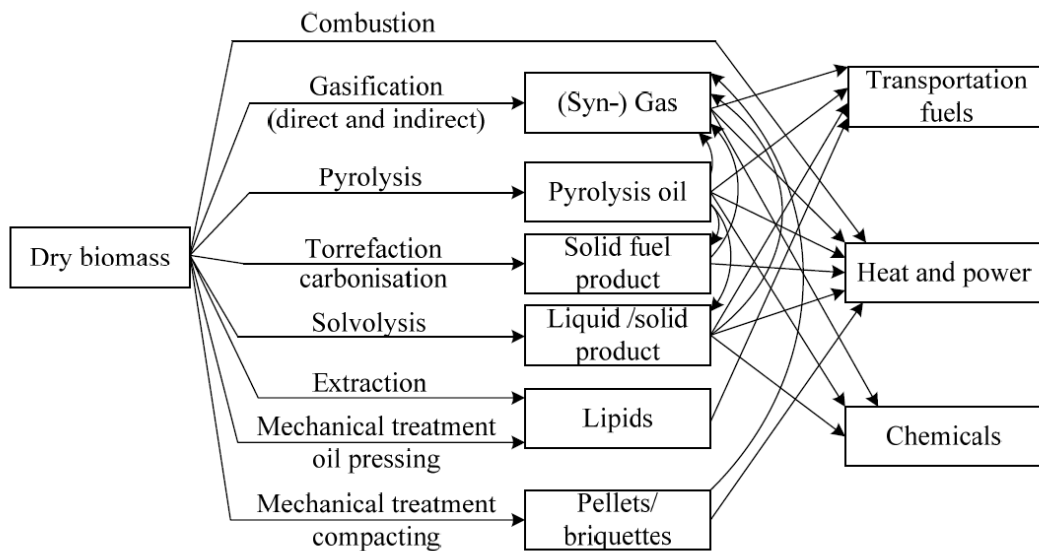 Combustion
Gasification
(direct and indirect)
(Syn-) Gas
Transportation
fuels
Pyrolysis
Pyrolysis oil
Dry biomass
Torrefaction
carbonisation
Solid fuel
product
Heat and power
Solvolysis
Liquid /solid
product
Extraction
Lipids
Mechanical treatment
oil pressing
Chemicals
Mechanical treatment
compacting
Pellets/
briquettes